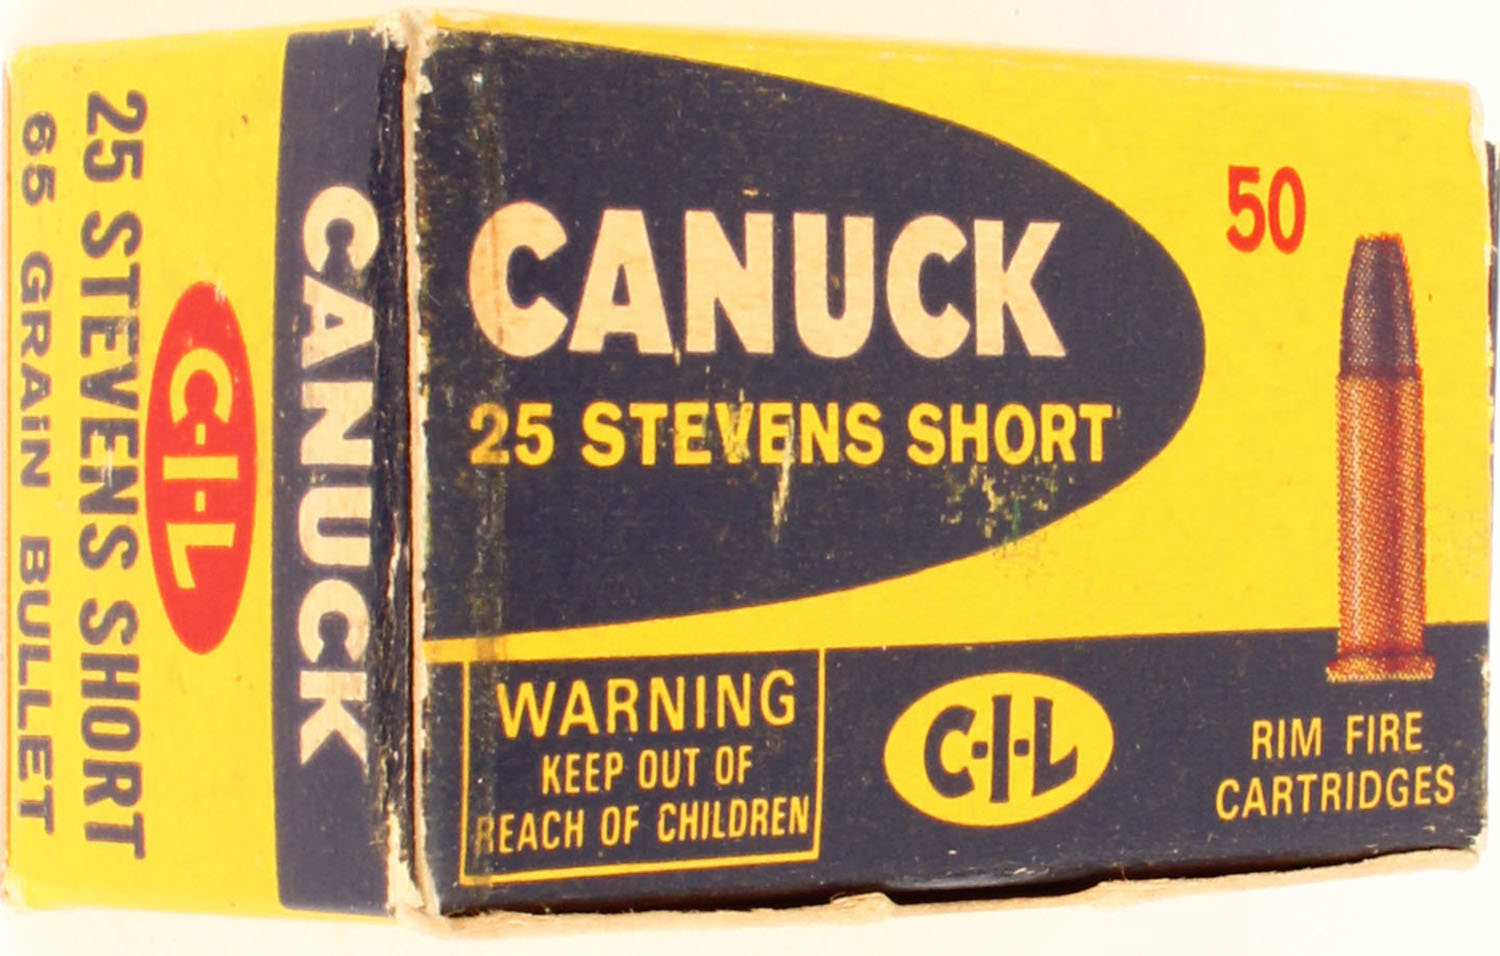 CANUCK
25 STEVENS SHORT
50
WARNING
KEEP OUT OF
REACH OF CHILDREN
C-I-L
RIM FIRE
CARTRIDGES
CANUCK
C-I-L
25 STEVENS SHORT
65 GRAIN BULLET